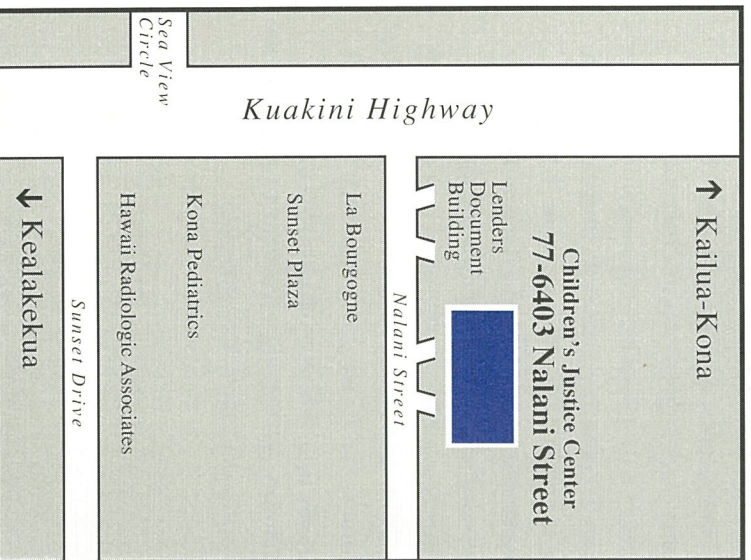 Sea View
Circle
Kuakini Highway
↑ Kailua-Kona
Children's Justice Center
77-6403 Nalani Street
Lenders
Document
Building
Nalani Street
La Bourgogne
Sunset Plaza
Kona Pediatrics
Hawaii Radiologic Associates
Sunset Drive
↓ Kealakekua